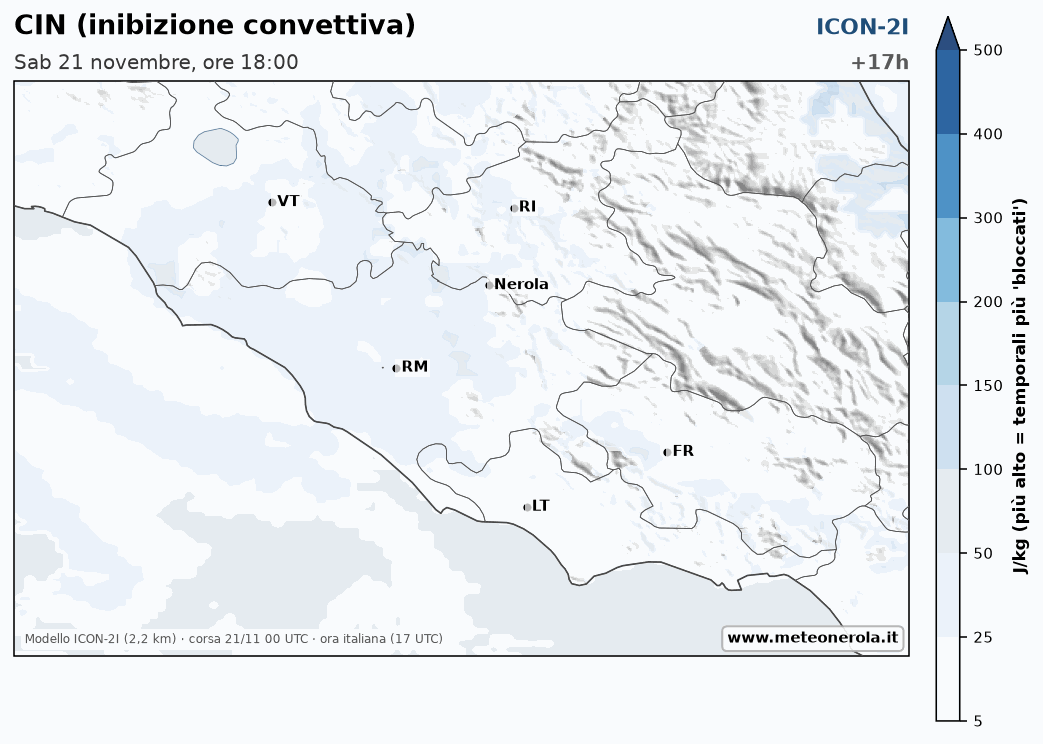 CIN (inibizione convettiva)
ICON-2I
Sab 21 novembre, ore 18:00
+17h
500
400
300
200
150
100
50
25
5
J/kg (più alto = temporali più 'bloccati')
VT
RI
Nerola
RM
FR
LT
Modello ICON-2I (2,2 km) · corsa 21/11 00 UTC · ora italiana (17 UTC)
www.meteonerola.it